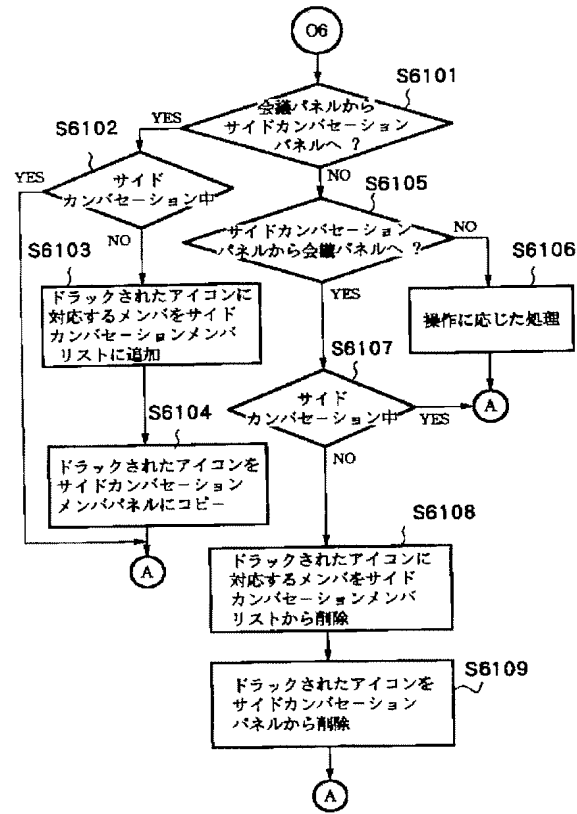 O6
S6101
会議パネルから
サイドカンバセーション
パネルへ ?
YES
NO
S6102
サイド
カンバセーション中
YES
NO
S6103
ドラックされたアイコンに
対応するメンバをサイド
カンバセーションメンバ
リストに追加
S6104
ドラックされたアイコンを
サイドカンバセーション
メンバパネルにコピー
A
S6105
サイドカンバセーション
パネルから会議パネルへ ?
NO
YES
S6106
操作に応じた処理
A
S6107
サイド
カンバセーション中
YES
NO
S6108
ドラックされたアイコンに
対応するメンバをサイド
カンバセーションメンバ
リストから削除
S6109
ドラックされたアイコンを
サイドカンバセーション
パネルから削除
A